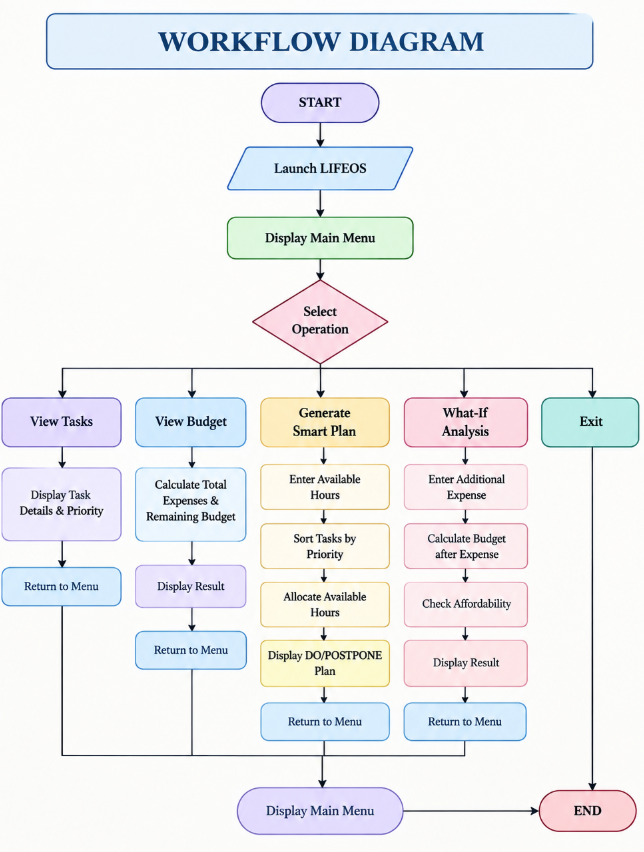 WORKFLOW DIAGRAM
START
Launch LIFEOS
Display Main Menu
Select
Operation
View Tasks
Display Task
Details & Priority
Return to Menu
View Budget
Calculate Total
Expenses &
Remaining Budget
Display Result
Return to Menu
Generate
Smart Plan
Enter Available
Hours
Sort Tasks by
Priority
Allocate Available
Hours
Display DO/POSTPONE
Plan
Return to Menu
What-If
Analysis
Enter Additional
Expense
Calculate Budget
after Expense
Check Affordability
Display Result
Return to Menu
Exit
Display Main Menu
END